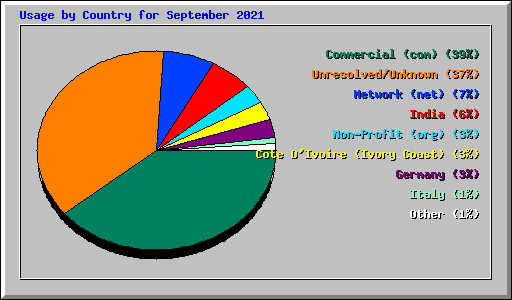 Usage by Country for September 2021
Commercial (com) (39%)
Unresolved/Unknown (37%)
Network (net) (7%)
India (6%)
Non-Profit (org) (3%)
Cote D'Ivoire (Ivory Coast) (3%)
Germany (3%)
Italy (1%)
Other (1%)